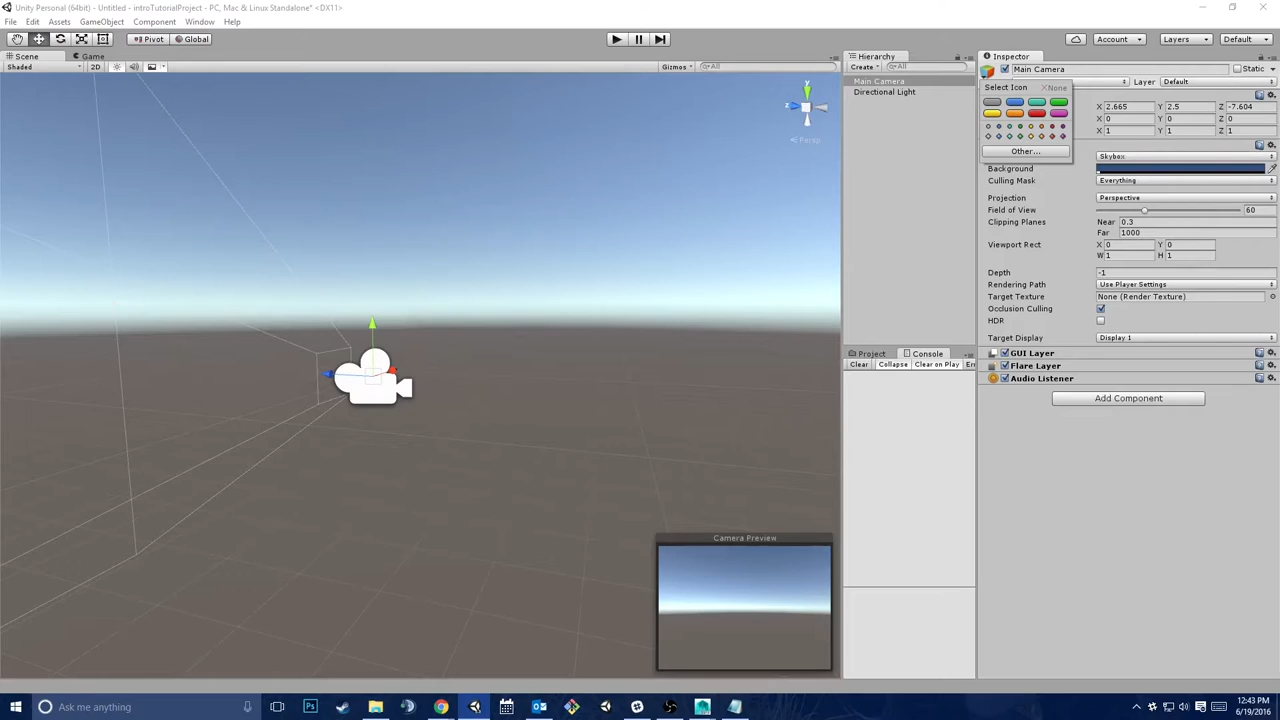 Unity Personal (64bit) - Untitled - introTutorialProject - PC, Mac & Linux Standalone* <DX11>
File Edit Assets GameObject Component Window Help
Pivot Global Account Layers Default
Scene Game Hierarchy Inspector
Shaded 2D Gizmos All Create All Main Camera Static
Main Camera Layer Default
Directional Light Select Icon None
X 2.665 Y 2.5 Z -7.604
X 0 Y 0 Z 0
X 1 Y 1 Z 1
Other...
y
Persp
Skybox
Background
Culling Mask Everything
Projection Perspective
Field of View 60
Clipping Planes Near 0.3
Far 1000
Viewport Rect X 0 Y 0
W 1 H 1
Depth -1
Rendering Path Use Player Settings
Target Texture None (Render Texture)
Occlusion Culling
HDR
Target Display Display 1
Project Console GUI Layer
Clear Collapse Clear on Play Err Flare Layer
Audio Listener
Add Component
Camera Preview
Ask me anything
Ps
12:43 PM
6/19/2016